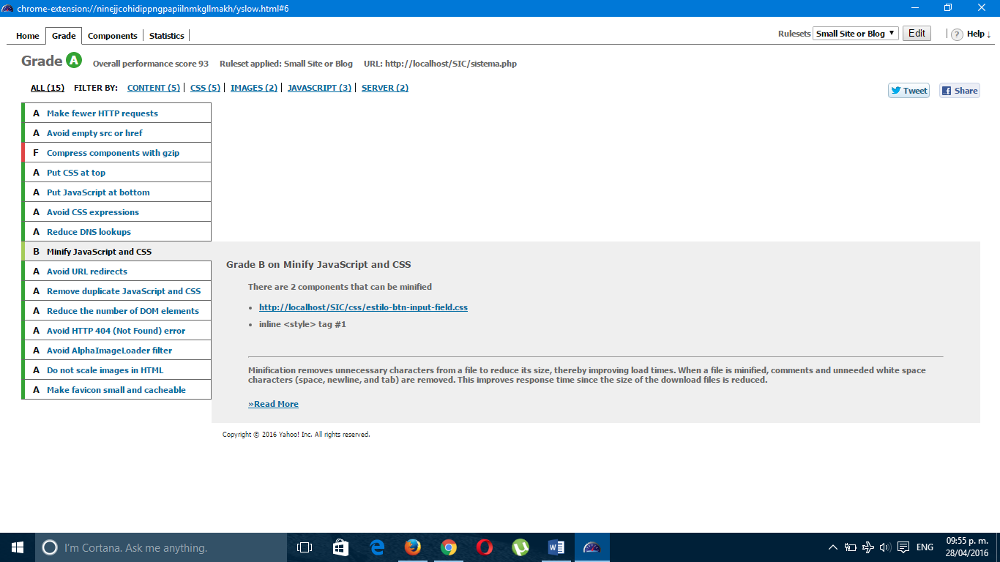 chrome-extension://ninejjcohidippngpapiilnmkgllmakh/yslow.html#6
Home Grade Components Statistics
Rulesets Small Site or Blog Edit ? Help ↓
Grade A Overall performance score 93 Ruleset applied: Small Site or Blog URL: http://localhost/SIC/sistema.php
ALL (15) FILTER BY: CONTENT (5) CSS (5) IMAGES (2) JAVASCRIPT (3) SERVER (2)
Tweet Share
A Make fewer HTTP requests
A Avoid empty src or href
F Compress components with gzip
A Put CSS at top
A Put JavaScript at bottom
A Avoid CSS expressions
A Reduce DNS lookups
B Minify JavaScript and CSS
A Avoid URL redirects
A Remove duplicate JavaScript and CSS
A Reduce the number of DOM elements
A Avoid HTTP 404 (Not Found) error
A Avoid AlphaImageLoader filter
A Do not scale images in HTML
A Make favicon small and cacheable
Grade B on Minify JavaScript and CSS
There are 2 components that can be minified
• http://localhost/SIC/css/estilo-btn-input-field.css
• inline <style> tag #1
Minification removes unnecessary characters from a file to reduce its size, thereby improving load times. When a file is minified, comments and unneeded white space
characters (space, newline, and tab) are removed. This improves response time since the size of the download files is reduced.
»Read More
Copyright © 2016 Yahoo! Inc. All rights reserved.
I'm Cortana. Ask me anything.
ENG
09:55 p. m.
28/04/2016